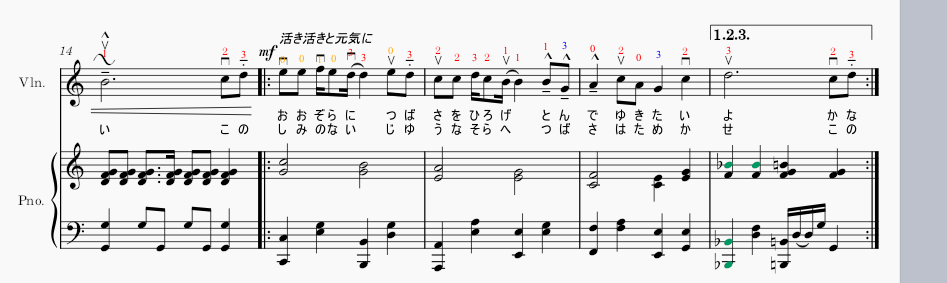 1.2.3.
活き活きと元気に
14
mf
1 2 3 0 0 3 3 0 3 2 2 3 2 1 1 1 3 0 2 0 3 2 3 2 3
Vln.
お お ぞ ら に つ ば さ を ひ ろ げ と ん で ゆ き た い よ か な
い こ の し み の な い じ ゆ う な そ ら へ つ ば さ は た め か せ こ の
Pno.